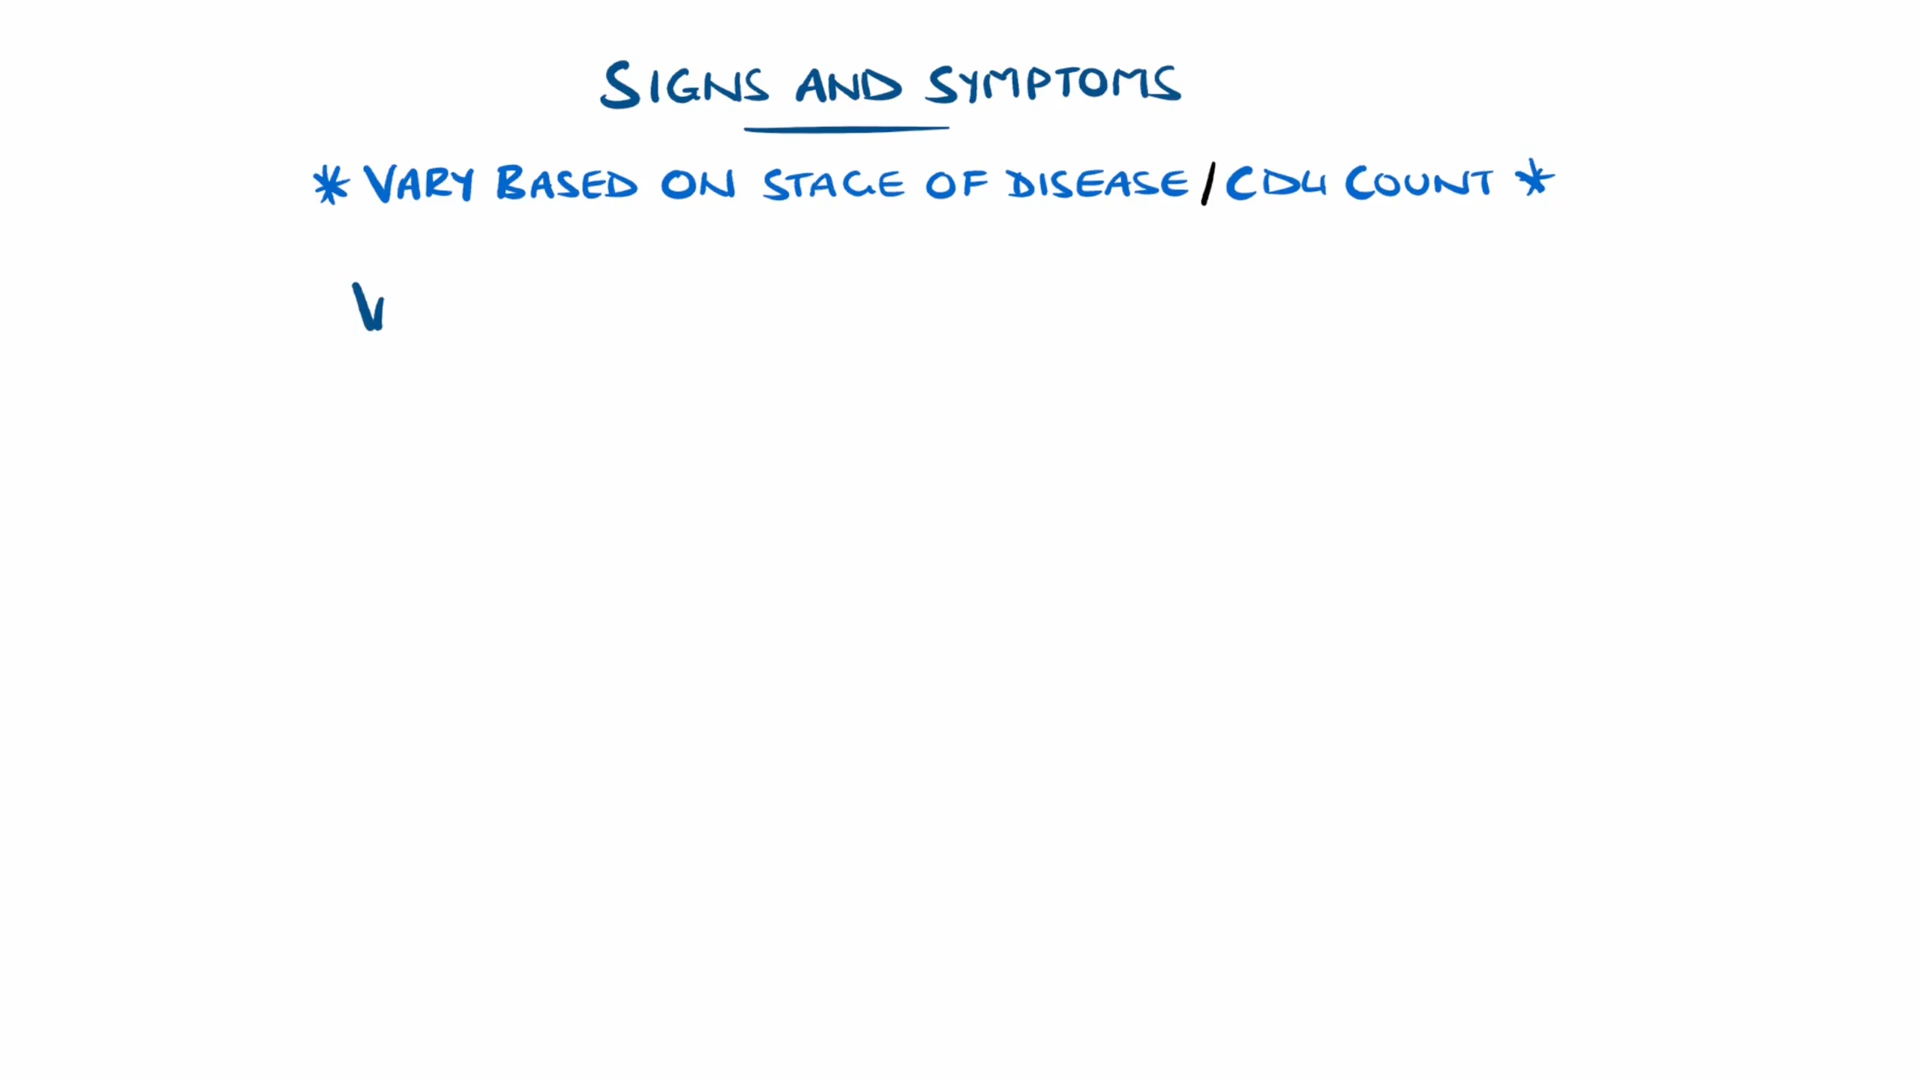 SIGNS AND SYMPTOMS
* VARY BASED ON STAGE OF DISEASE/CD4 COUNT *